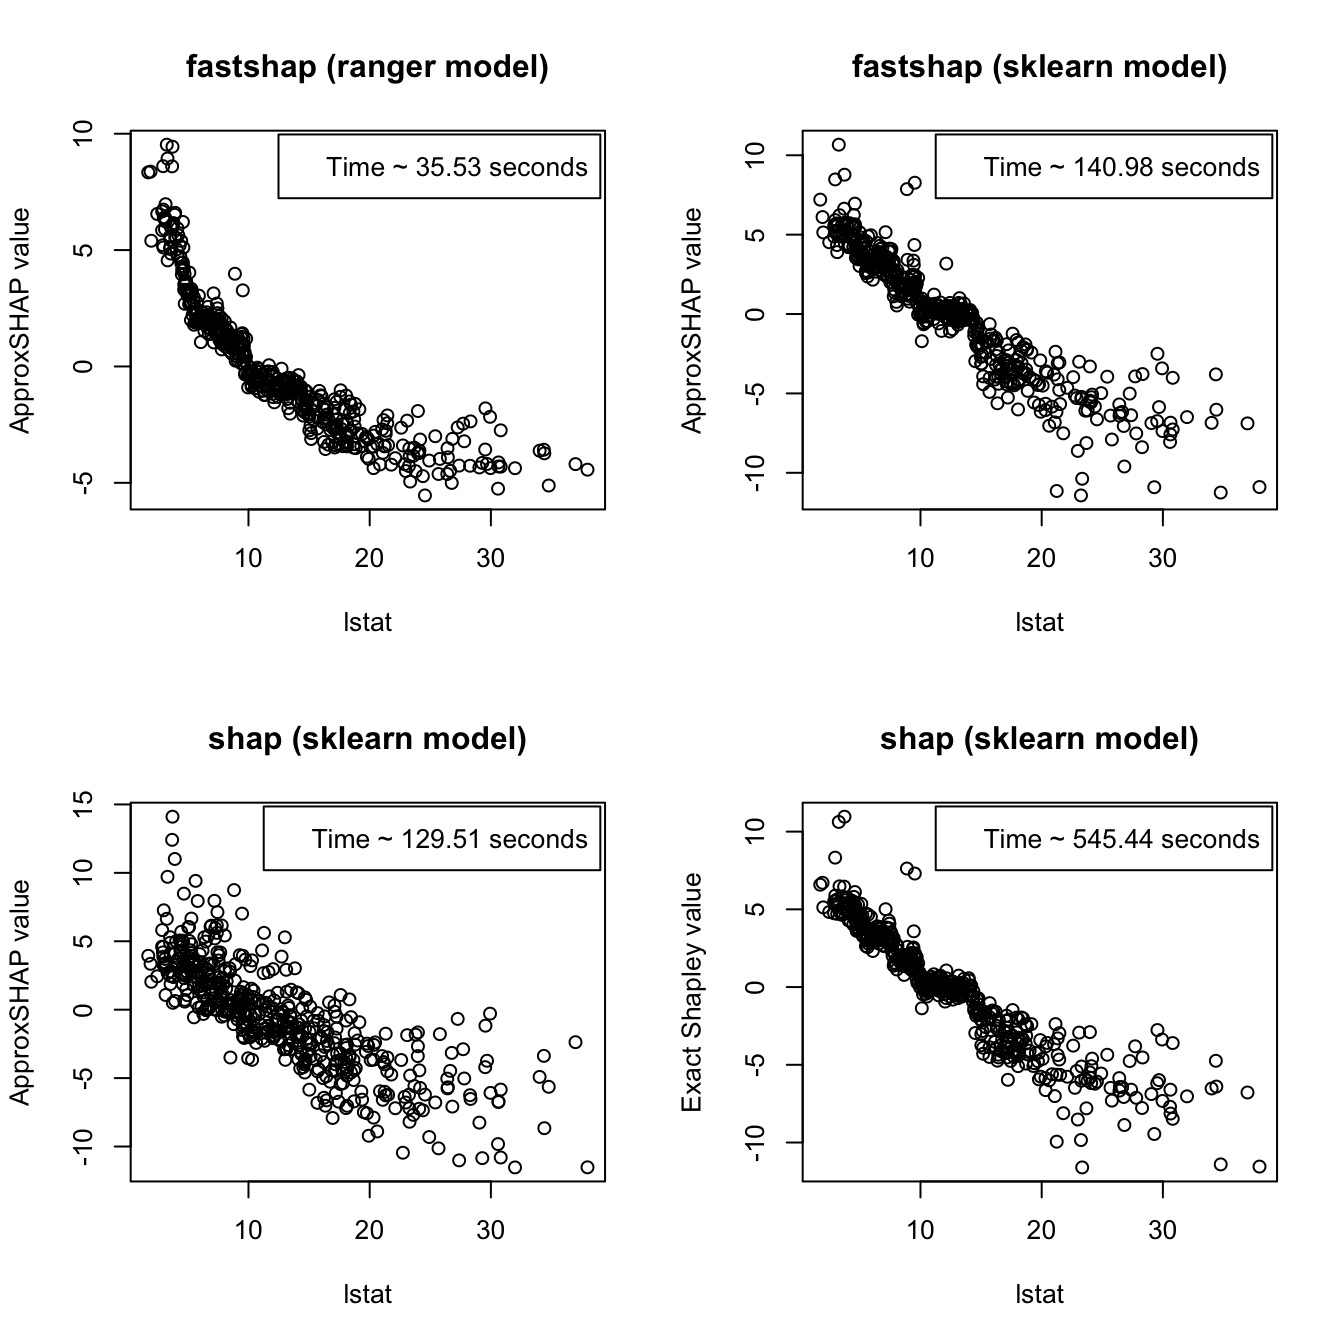 fastshap (ranger model)
Time ~ 35.53 seconds
ApproxSHAP value
10
5
0
-5
10 20 30
lstat
fastshap (sklearn model)
Time ~ 140.98 seconds
ApproxSHAP value
10
5
0
-5
-10
10 20 30
lstat
shap (sklearn model)
Time ~ 129.51 seconds
ApproxSHAP value
15
10
5
0
-5
-10
10 20 30
lstat
shap (sklearn model)
Time ~ 545.44 seconds
Exact Shapley value
10
5
0
-5
-10
10 20 30
lstat